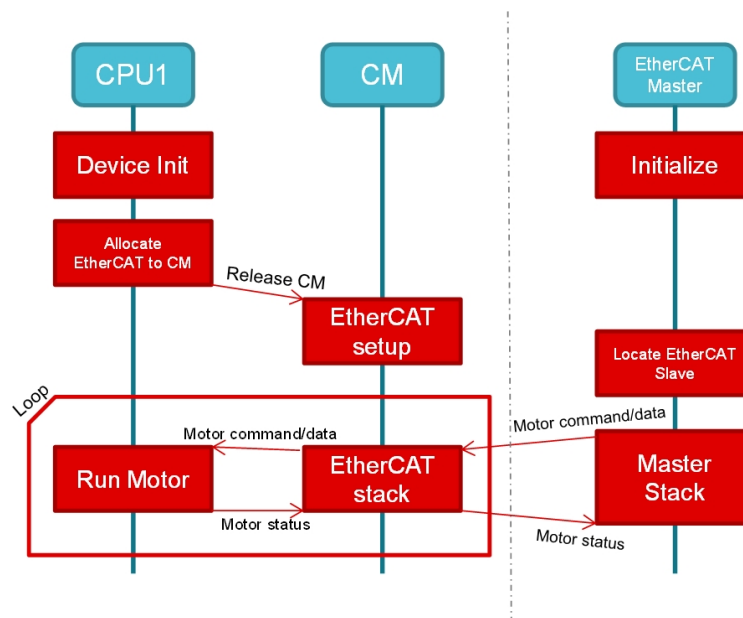 CPU1
CM
EtherCAT
Master
Device Init
Initialize
Allocate
EtherCAT to CM
Release CM
EtherCAT
setup
Locate EtherCAT
Slave
Loop
Motor command/data
Motor command/data
Run Motor
EtherCAT
stack
Master
Stack
Motor status
Motor status